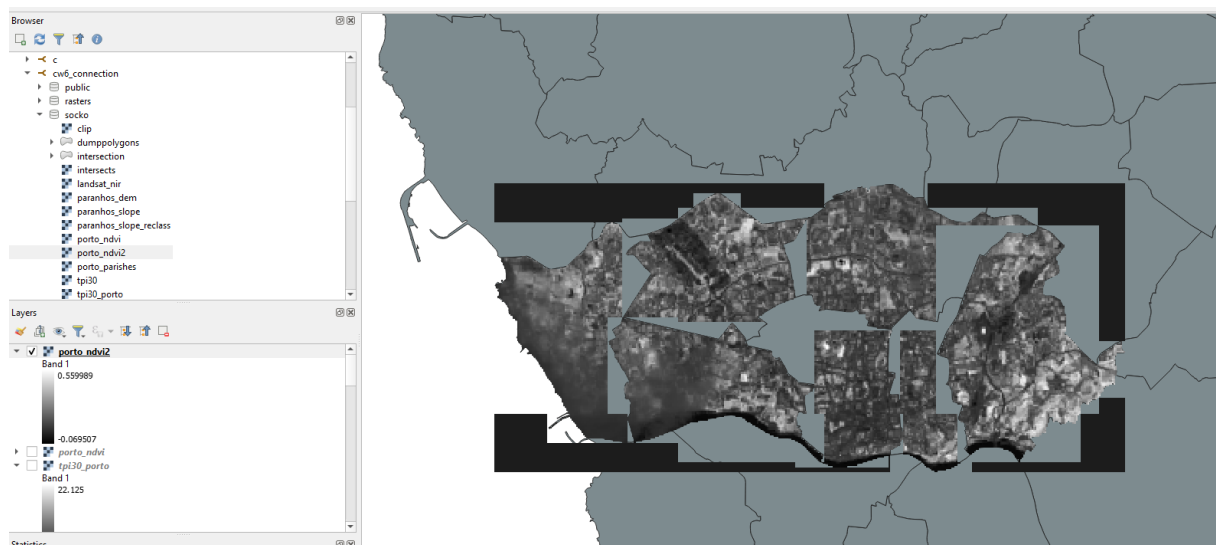 Browser
c
cw6_connection
public
rasters
socko
clip
dumppolygons
intersection
intersects
landsat_nir
paranhos_dem
paranhos_slope
paranhos_slope_reclass
porto_ndvi
porto_ndvi2
porto_parishes
tpi30
tpi30_porto
Layers
porto_ndvi2
Band 1
0.559989
-0.069507
porto_ndvi
tpi30_porto
Band 1
22.125
Statistics